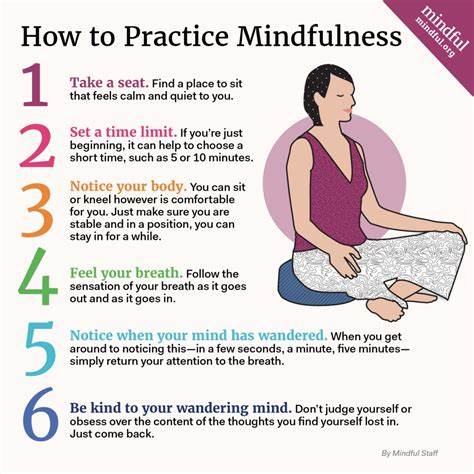 mindful
mindful.org
How to Practice Mindfulness
1
Take a seat. Find a place to sit
that feels calm and quiet to you.
2
Set a time limit. If you’re just
beginning, it can help to choose a
short time, such as 5 or 10 minutes.
3
Notice your body. You can sit
or kneel however is comfortable
for you. Just make sure you are
stable and in a position, you can
stay in for a while.
4
Feel your breath. Follow the
sensation of your breath as it goes
out and as it goes in.
5
Notice when your mind has wandered. When you get
around to noticing this—in a few seconds, a minute, five minutes—
simply return your attention to the breath.
6
Be kind to your wandering mind. Don’t judge yourself or
obsess over the content of the thoughts you find yourself lost in.
Just come back.
By Mindful Staff